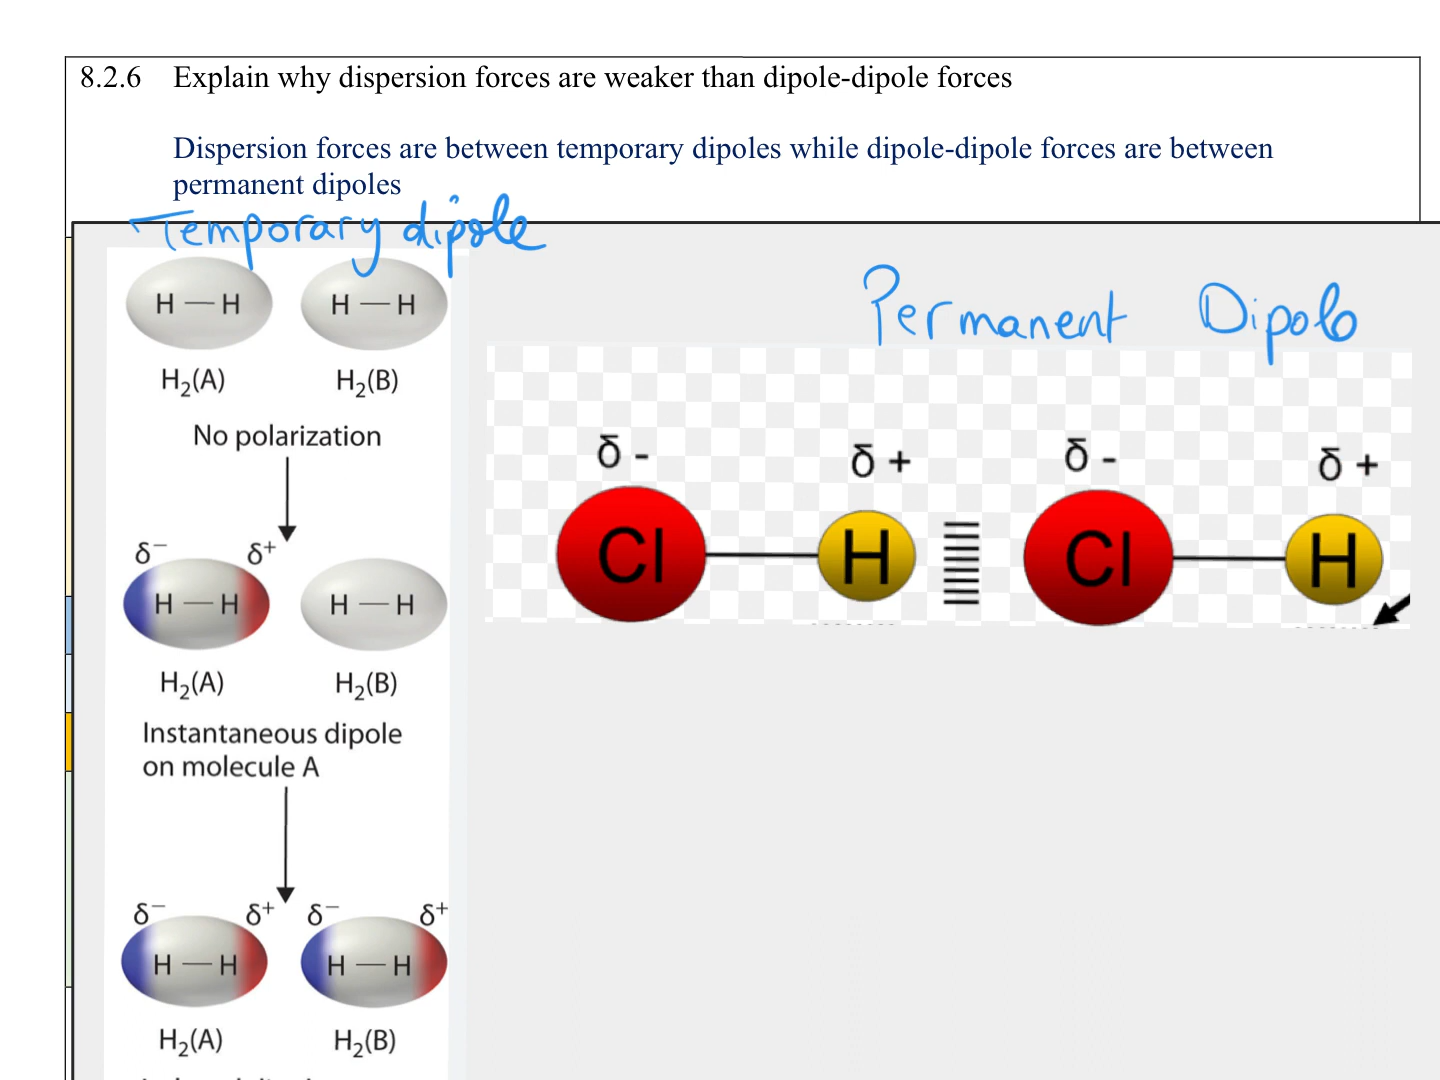 8.2.6 Explain why dispersion forces are weaker than dipole-dipole forces
Dispersion forces are between temporary dipoles while dipole-dipole forces are between
permanent dipoles
Temporary dipole
Permanent Dipole
H — H H — H
H₂(A) H₂(B)
No polarization
δ⁻ δ⁺
H — H H — H
H₂(A) H₂(B)
Instantaneous dipole
on molecule A
δ⁻ δ⁺ δ⁻ δ⁺
H — H H — H
H₂(A) H₂(B)
δ - δ + δ - δ +
Cl H Cl H